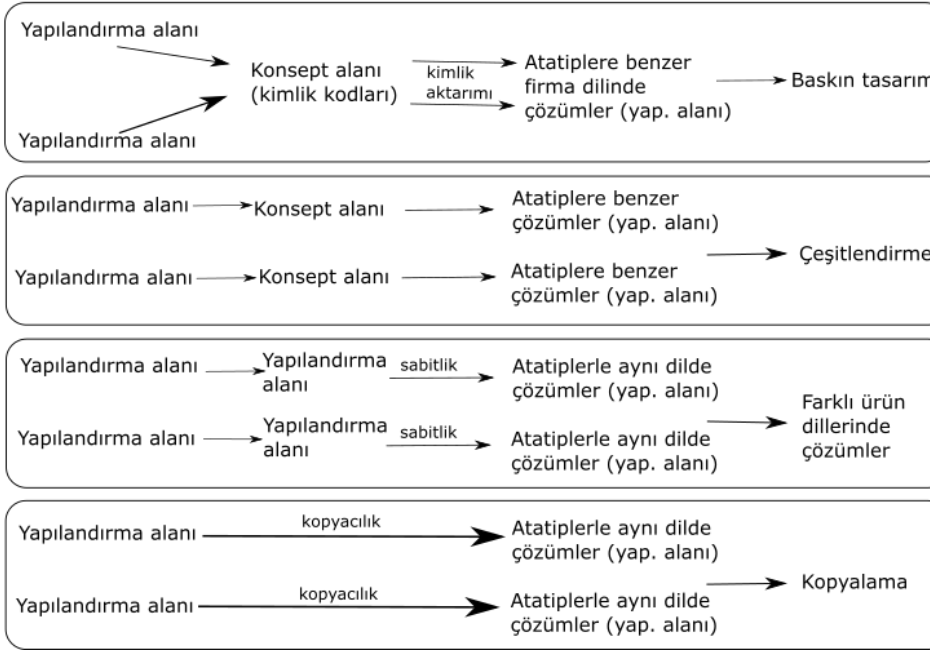 Yapılandırma alanı
Yapılandırma alanı
Konsept alanı
(kimlik kodları)
kimlik
aktarımı
Atatiplere benzer
firma dilinde
çözümler (yap. alanı)
Baskın tasarım
Yapılandırma alanı
Konsept alanı
Atatiplere benzer
çözümler (yap. alanı)
Yapılandırma alanı
Konsept alanı
Atatiplere benzer
çözümler (yap. alanı)
Çeşitlendirme
Yapılandırma alanı
Yapılandırma
alanı
sabitlik
Atatiplerle aynı dilde
çözümler (yap. alanı)
Yapılandırma alanı
Yapılandırma
alanı
sabitlik
Atatiplerle aynı dilde
çözümler (yap. alanı)
Farklı ürün
dillerinde
çözümler
Yapılandırma alanı
kopyacılık
Atatiplerle aynı dilde
çözümler (yap. alanı)
Yapılandırma alanı
kopyacılık
Atatiplerle aynı dilde
çözümler (yap. alanı)
Kopyalama